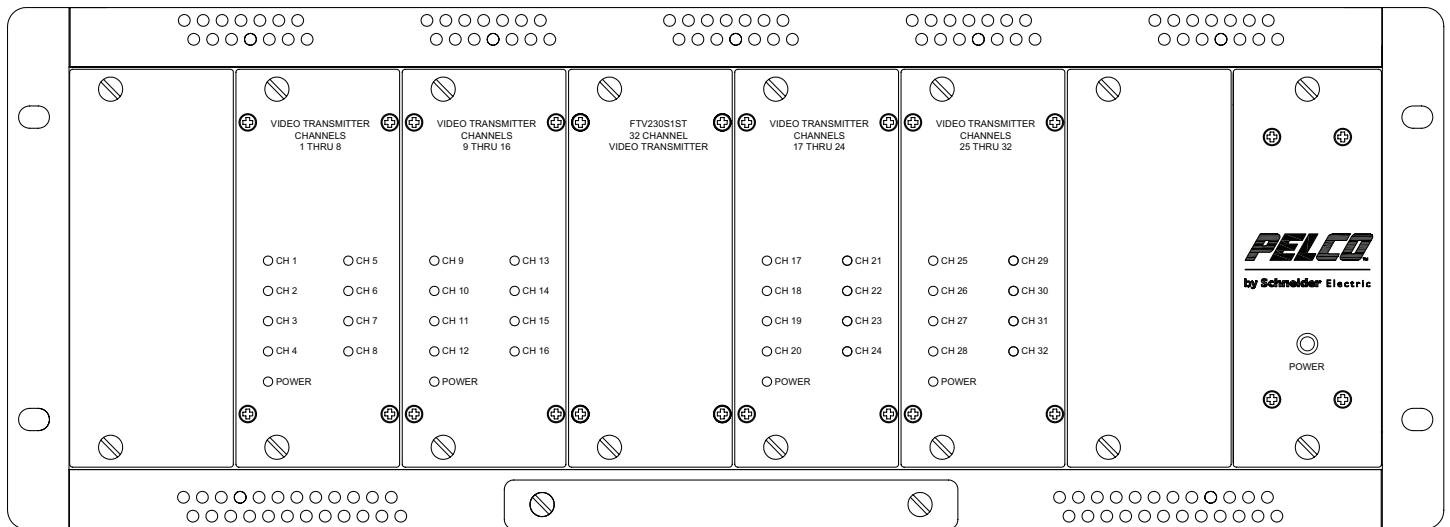 VIDEO TRANSMITTER
CHANNELS
1 THRU 8
CH 1
CH 5
CH 2
CH 6
CH 3
CH 7
CH 4
CH 8
POWER
VIDEO TRANSMITTER
CHANNELS
9 THRU 16
CH 9
CH 13
CH 10
CH 14
CH 11
CH 15
CH 12
CH 16
POWER
FTV230S1ST
32 CHANNEL
VIDEO TRANSMITTER
VIDEO TRANSMITTER
CHANNELS
17 THRU 24
CH 17
CH 21
CH 18
CH 22
CH 19
CH 23
CH 20
CH 24
POWER
VIDEO TRANSMITTER
CHANNELS
25 THRU 32
CH 25
CH 29
CH 26
CH 30
CH 27
CH 31
CH 28
CH 32
POWER
PELCO™
by Schneider Electric
POWER